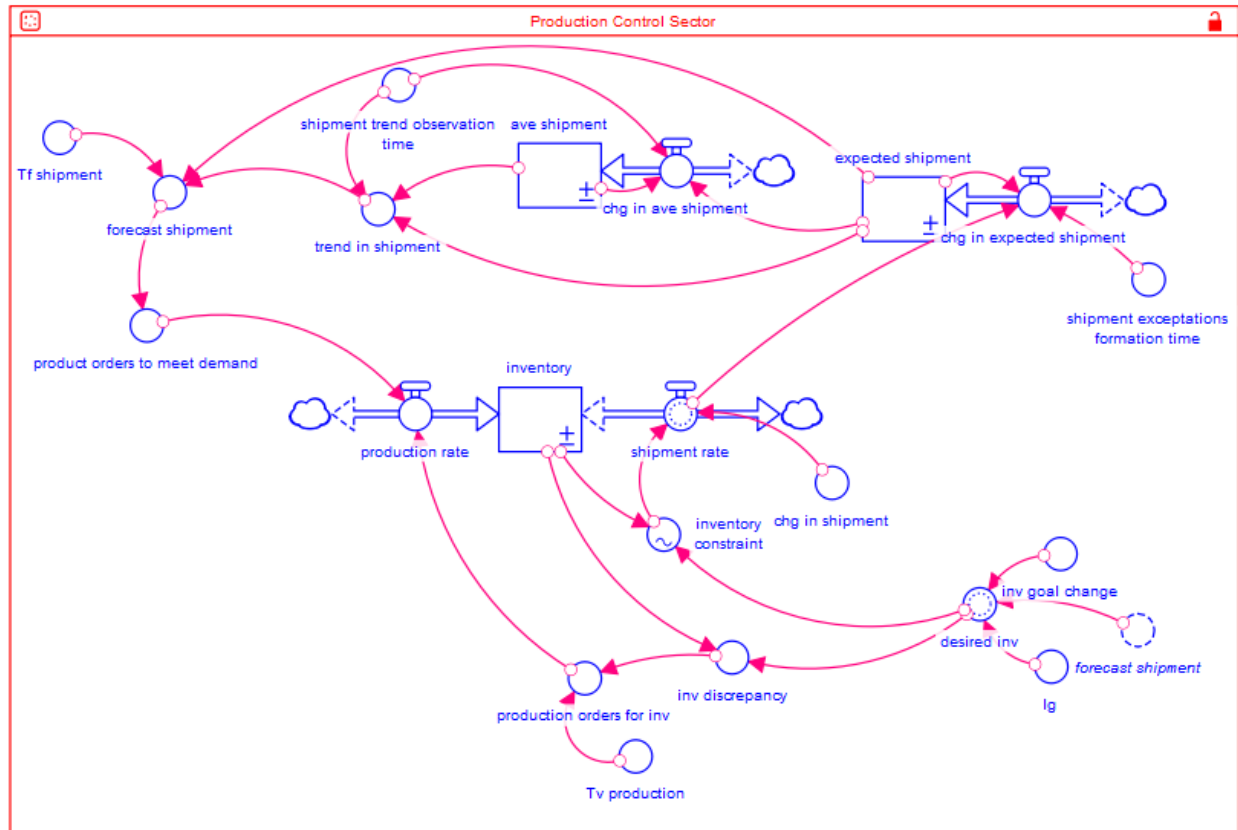 Production Control Sector
shipment trend observation
time
ave shipment
expected shipment
Tf shipment
chg in ave shipment
forecast shipment
trend in shipment
chg in expected shipment
shipment exceptations
formation time
product orders to meet demand
inventory
production rate
shipment rate
inventory
constraint
chg in shipment
inv goal change
desired inv
forecast shipment
inv discrepancy
Ig
production orders for inv
Tv production